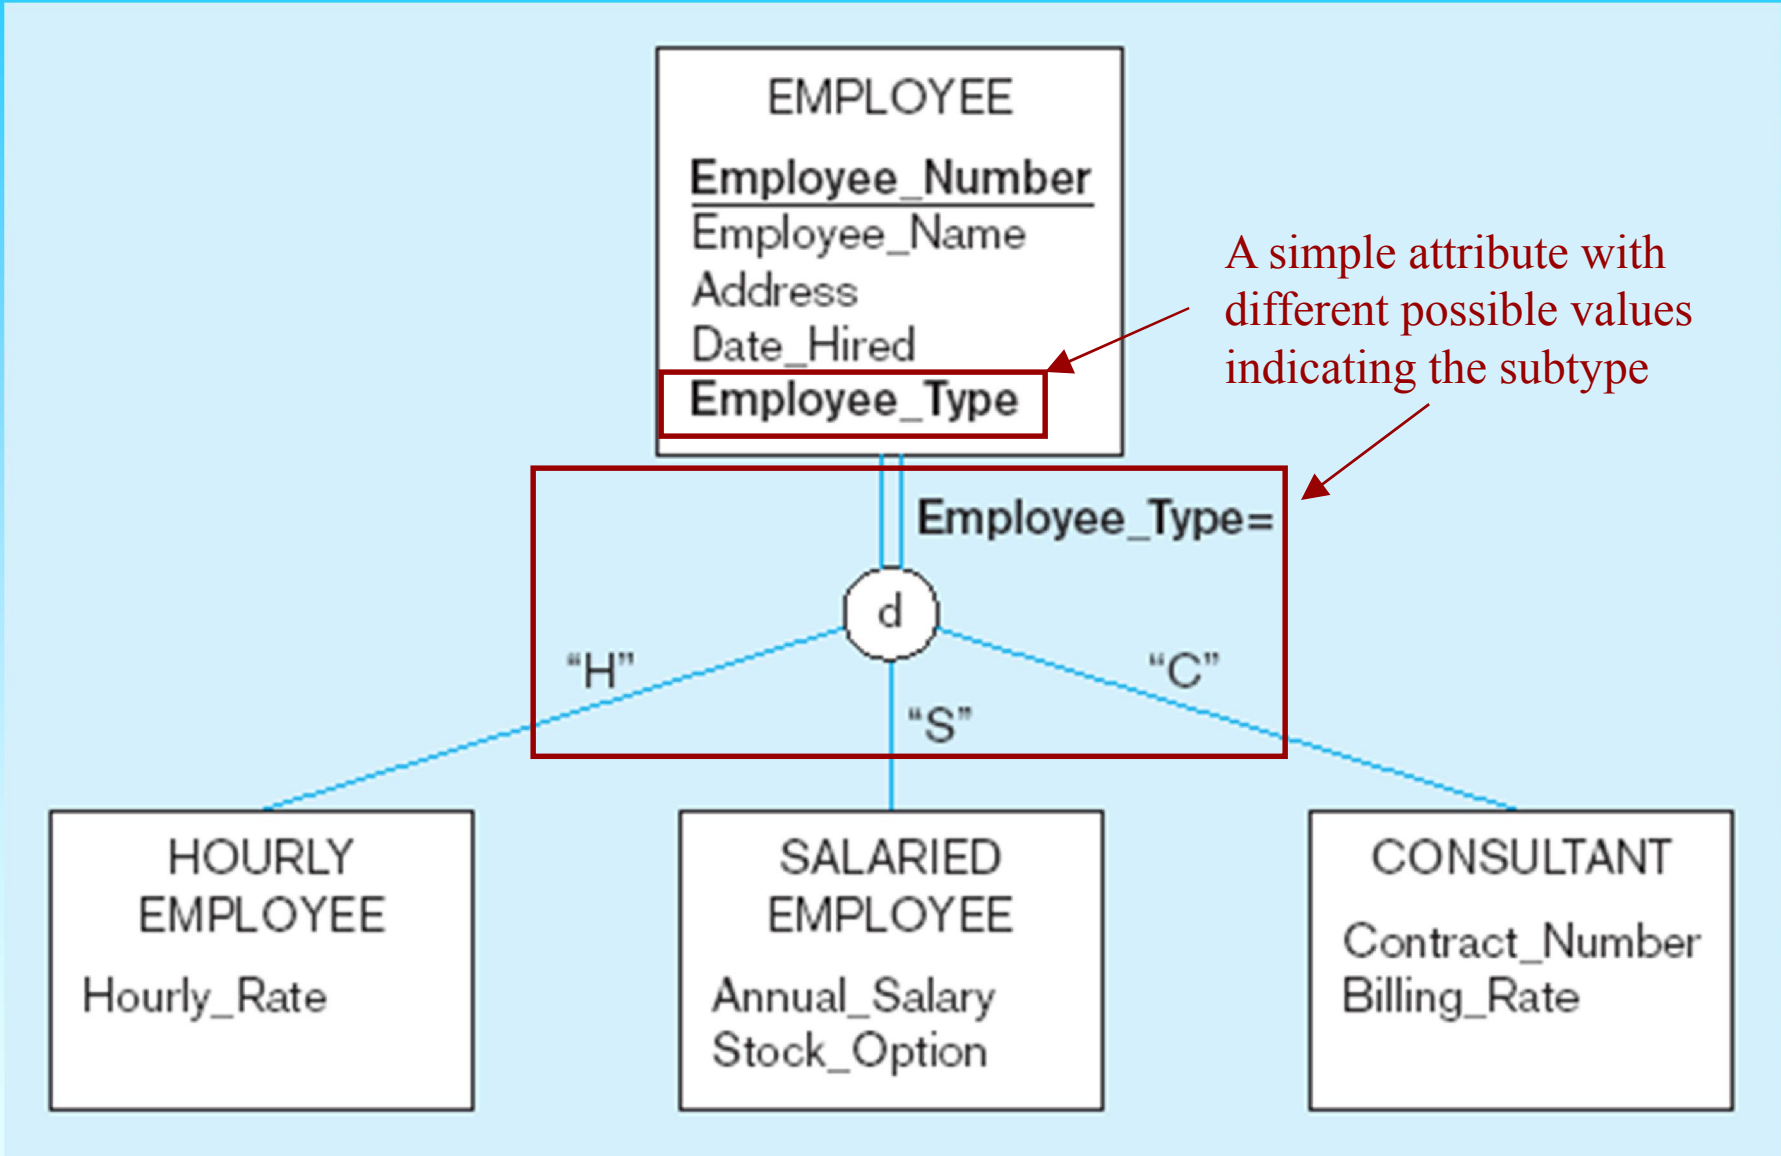 EMPLOYEE
Employee_Number
Employee_Name
Address
Date_Hired
Employee_Type
A simple attribute with
different possible values
indicating the subtype
Employee_Type=
d
“H”
“S”
“C”
HOURLY
EMPLOYEE
Hourly_Rate
SALARIED
EMPLOYEE
Annual_Salary
Stock_Option
CONSULTANT
Contract_Number
Billing_Rate